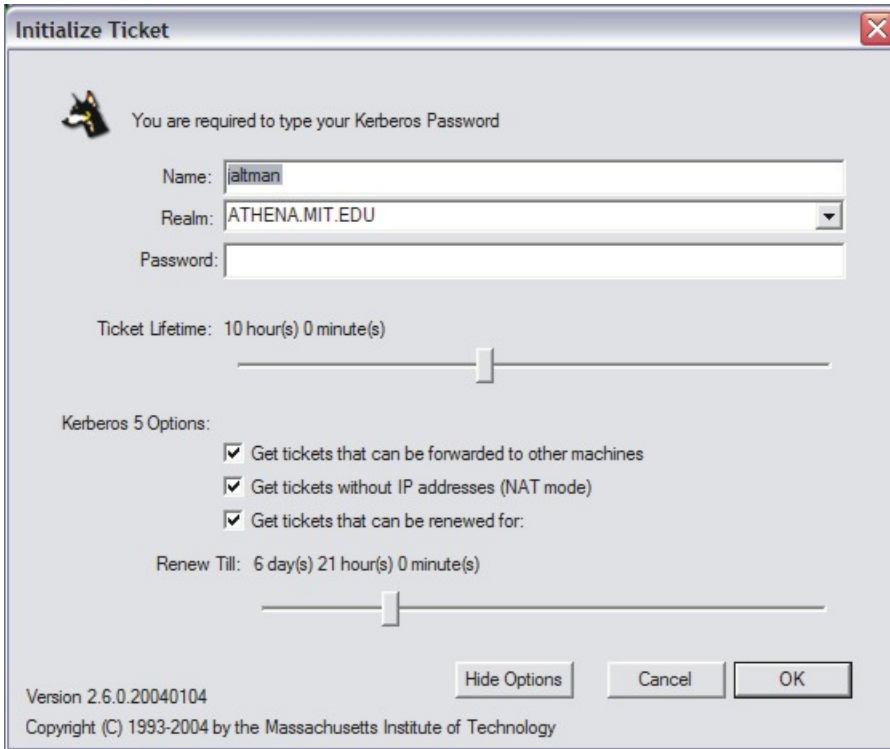 Initialize Ticket
You are required to type your Kerberos Password
Name: jaltman
Realm: ATHENA.MIT.EDU
Password:
Ticket Lifetime: 10 hour(s) 0 minute(s)
Kerberos 5 Options:
Get tickets that can be forwarded to other machines
Get tickets without IP addresses (NAT mode)
Get tickets that can be renewed for:
Renew Till: 6 day(s) 21 hour(s) 0 minute(s)
Hide Options Cancel OK
Version 2.6.0.20040104
Copyright (C) 1993-2004 by the Massachusetts Institute of Technology